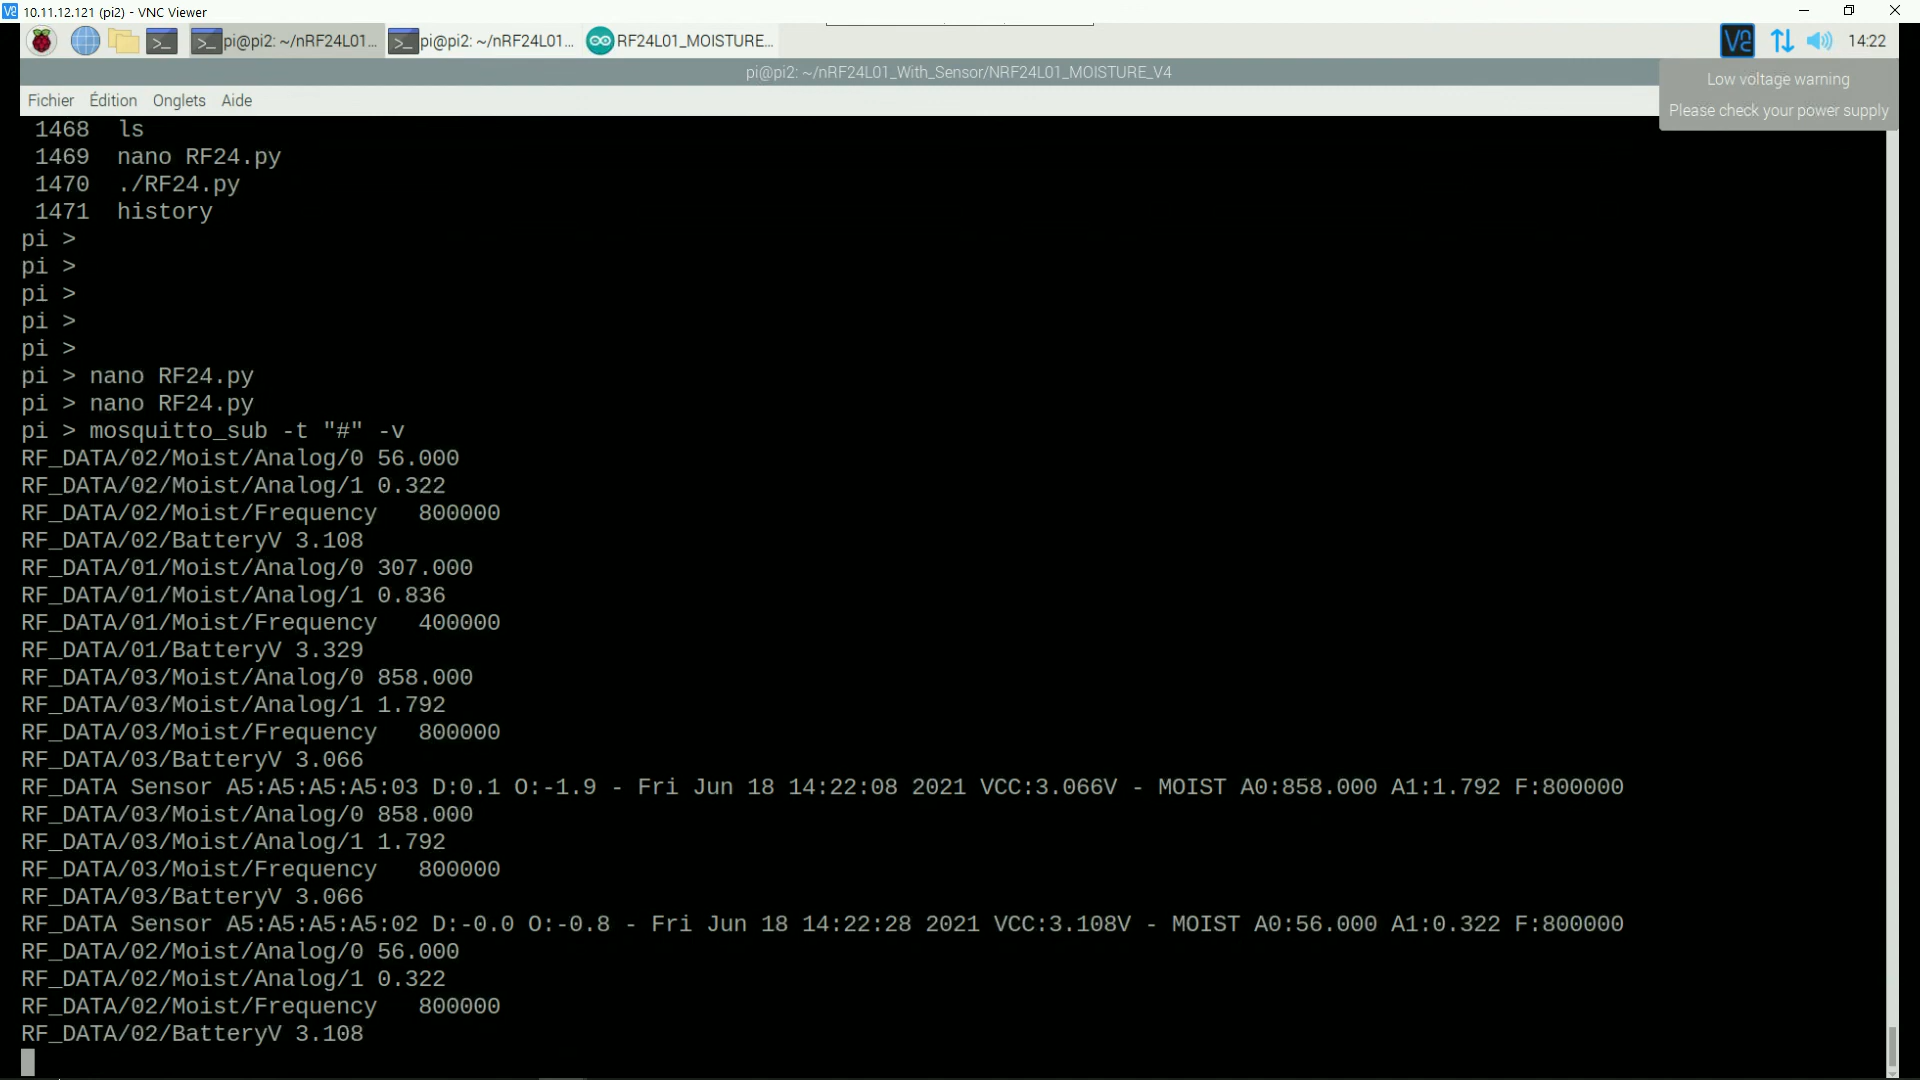 10.11.12.121 (pi2) - VNC Viewer
pi@pi2: ~/nRF24L01... pi@pi2: ~/nRF24L01... RF24L01_MOISTURE... 14:22
pi@pi2: ~/nRF24L01_With_Sensor/NRF24L01_MOISTURE_V4
Low voltage warning
Please check your power supply
Fichier Édition Onglets Aide
1468 ls
1469 nano RF24.py
1470 ./RF24.py
1471 history
pi >
pi >
pi >
pi >
pi >
pi > nano RF24.py
pi > nano RF24.py
pi > mosquitto_sub -t "#" -v
RF_DATA/02/Moist/Analog/0 56.000
RF_DATA/02/Moist/Analog/1 0.322
RF_DATA/02/Moist/Frequency 800000
RF_DATA/02/BatteryV 3.108
RF_DATA/01/Moist/Analog/0 307.000
RF_DATA/01/Moist/Analog/1 0.836
RF_DATA/01/Moist/Frequency 400000
RF_DATA/01/BatteryV 3.329
RF_DATA/03/Moist/Analog/0 858.000
RF_DATA/03/Moist/Analog/1 1.792
RF_DATA/03/Moist/Frequency 800000
RF_DATA/03/BatteryV 3.066
RF_DATA Sensor A5:A5:A5:A5:03 D:0.1 O:-1.9 - Fri Jun 18 14:22:08 2021 VCC:3.066V - MOIST A0:858.000 A1:1.792 F:800000
RF_DATA/03/Moist/Analog/0 858.000
RF_DATA/03/Moist/Analog/1 1.792
RF_DATA/03/Moist/Frequency 800000
RF_DATA/03/BatteryV 3.066
RF_DATA Sensor A5:A5:A5:A5:02 D:-0.0 O:-0.8 - Fri Jun 18 14:22:28 2021 VCC:3.108V - MOIST A0:56.000 A1:0.322 F:800000
RF_DATA/02/Moist/Analog/0 56.000
RF_DATA/02/Moist/Analog/1 0.322
RF_DATA/02/Moist/Frequency 800000
RF_DATA/02/BatteryV 3.108